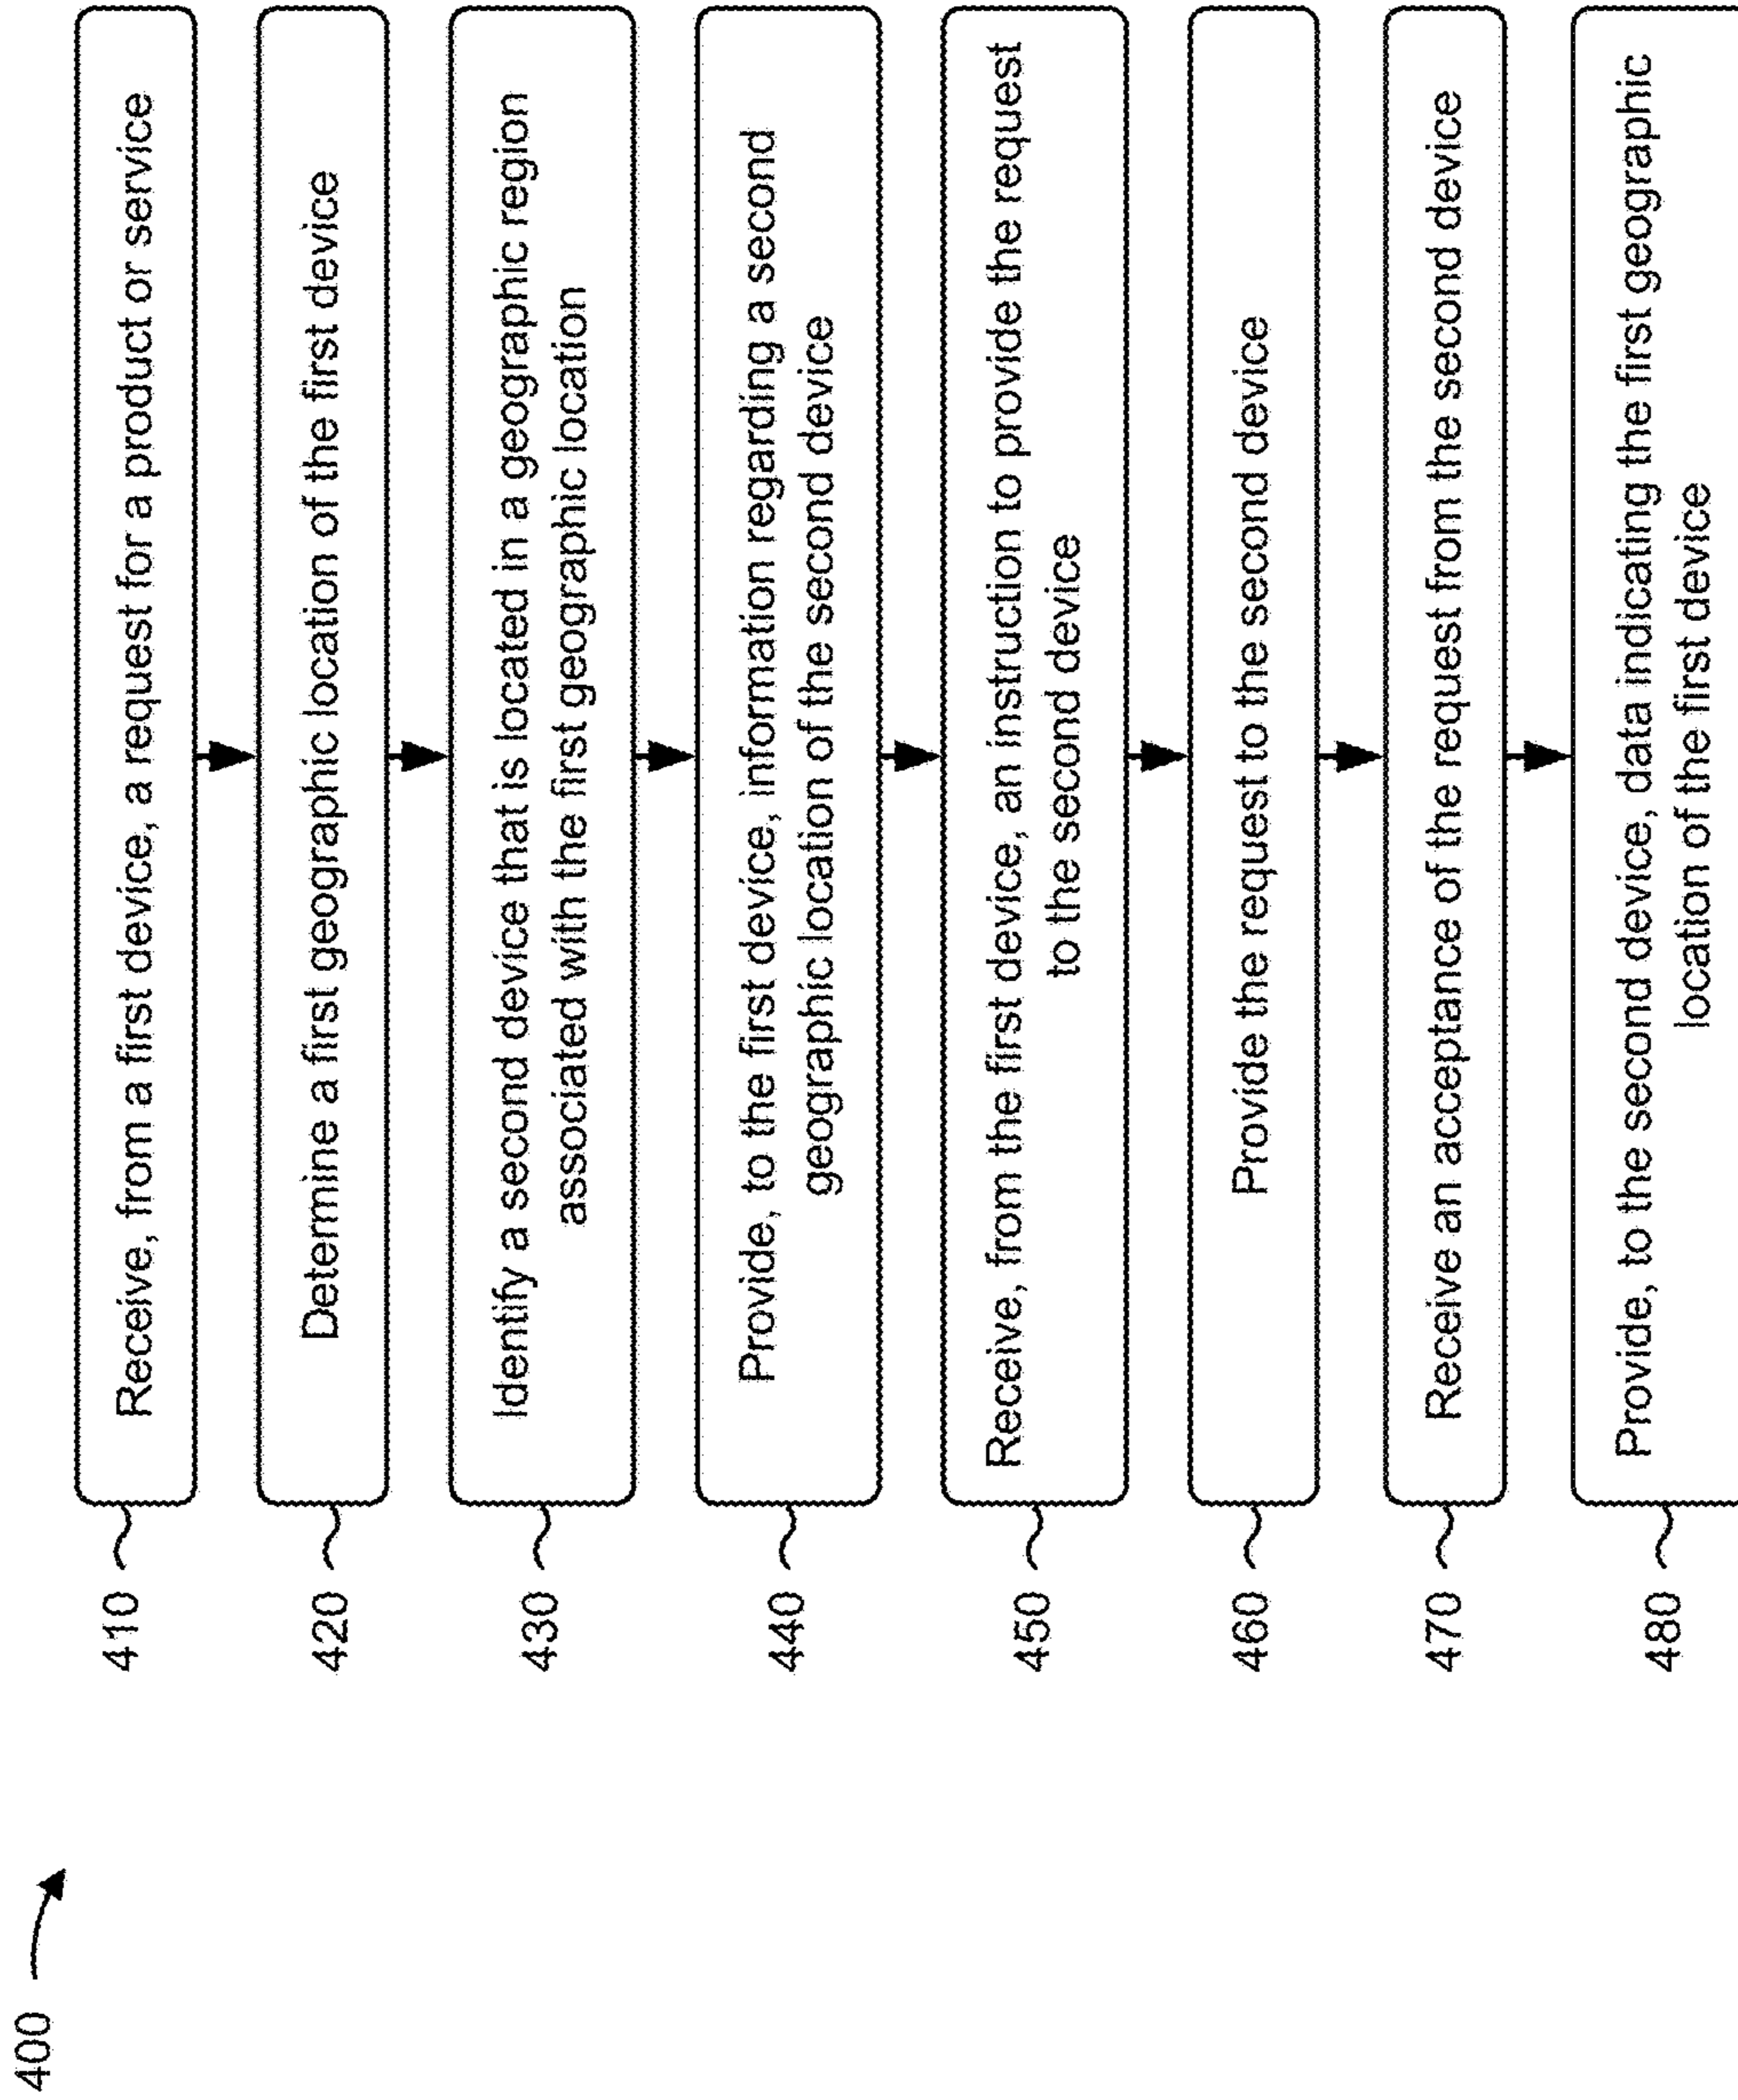 400
410
Receive, from a first device, a request for a product or service
420
Determine a first geographic location of the first device
430
Identify a second device that is located in a geographic region
associated with the first geographic location
440
Provide, to the first device, information regarding a second
geographic location of the second device
450
Receive, from the first device, an instruction to provide the request
to the second device
460
Provide the request to the second device
470
Receive an acceptance of the request from the second device
480
Provide, to the second device, data indicating the first geographic
location of the first device